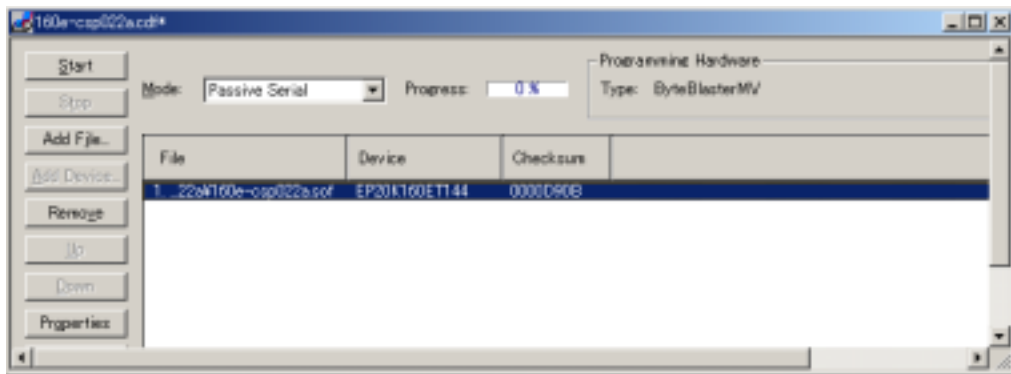 160e-csp022a.cdf*
Start
Stop
Add File...
Add Device...
Remove
Up
Down
Properties
Mode: Passive Serial
Progress: 0 %
Programming Hardware
Type: ByteBlasterMV
File Device Checksum
1. ..22a¥160e-csp022a.sof EP20K160ET144 0000D90B